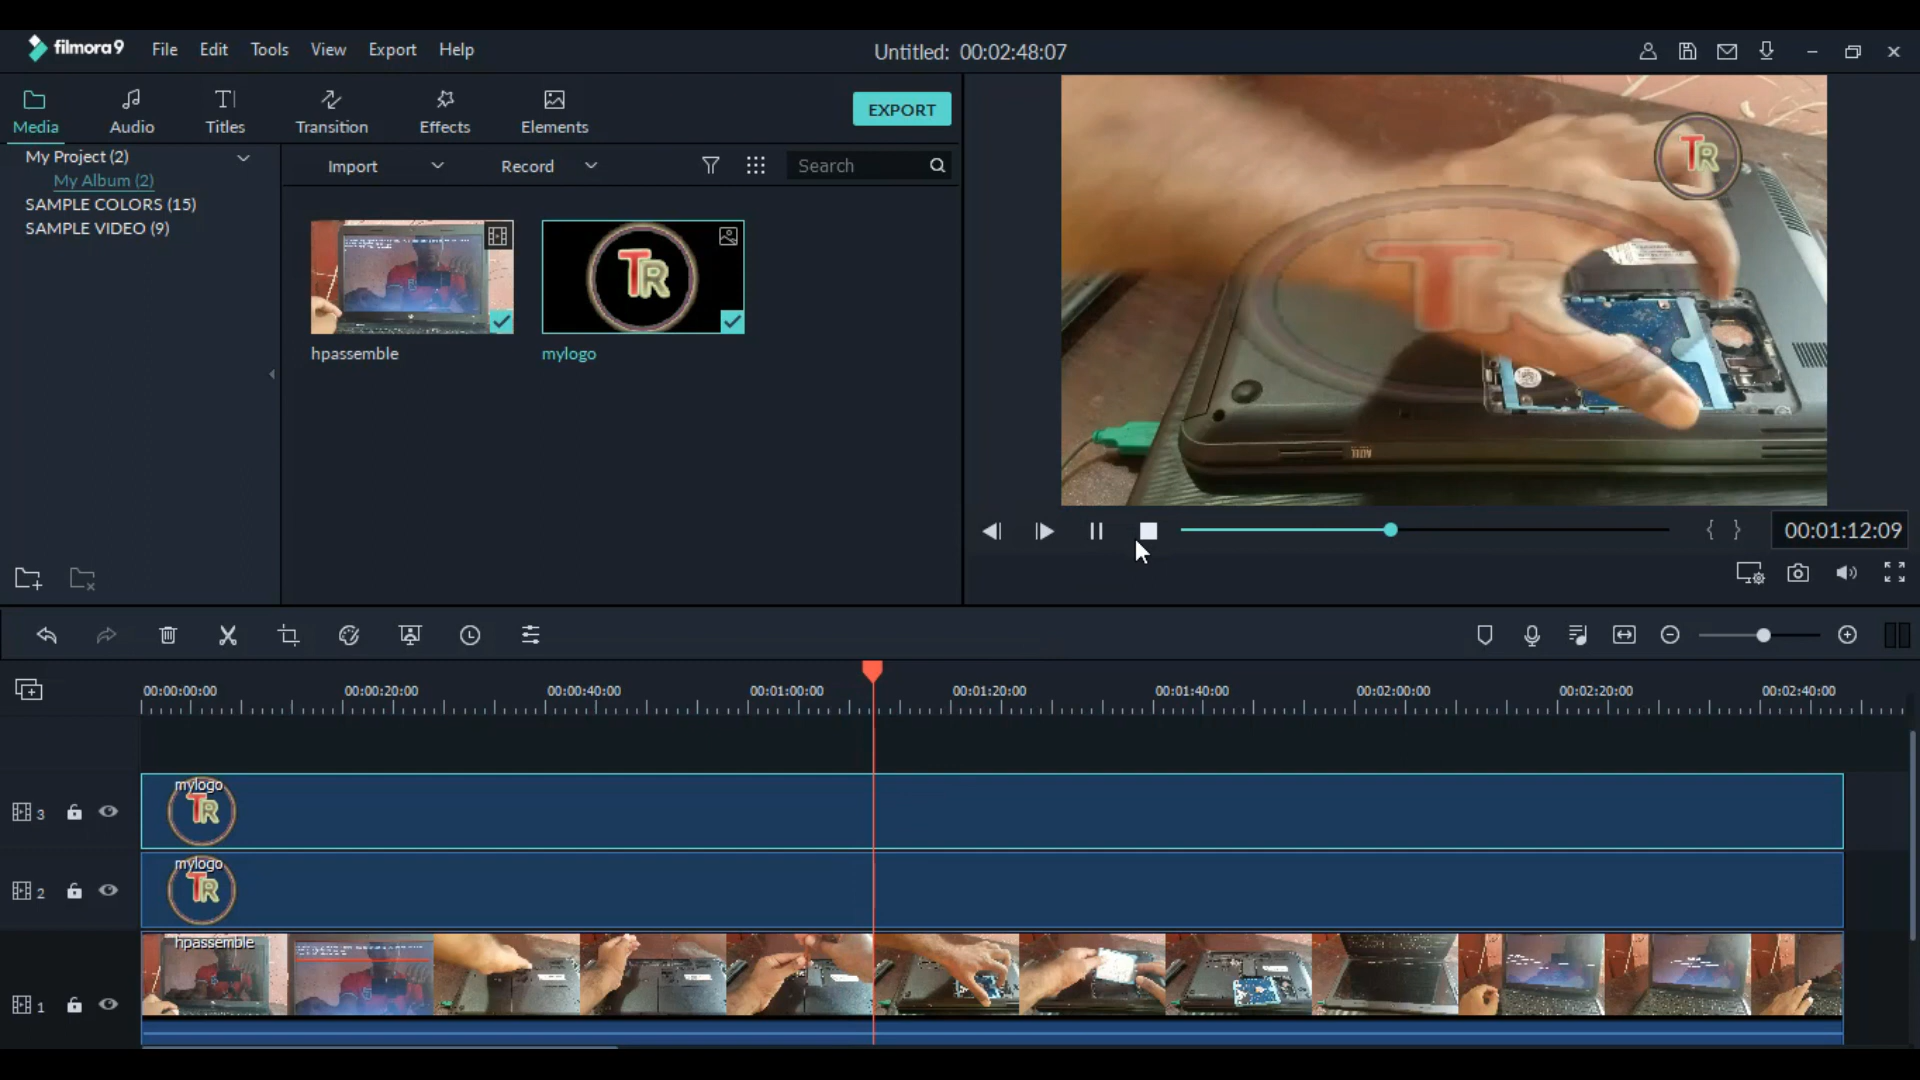 filmora9 File Edit Tools View Export Help
Untitled: 00:02:48:07
Media Audio Titles Transition Effects Elements
EXPORT
My Project (2)
My Album (2)
SAMPLE COLORS (15)
SAMPLE VIDEO (9)
Import Record Search
TR
hpassemble mylogo
TR
TR
00:01:12:09
00:00:00:00 00:00:20:00 00:00:40:00 00:01:00:00 00:01:20:00 00:01:40:00 00:02:00:00 00:02:20:00 00:02:40:00
mylogo
TR
3
mylogo
TR
2
hpassemble
1